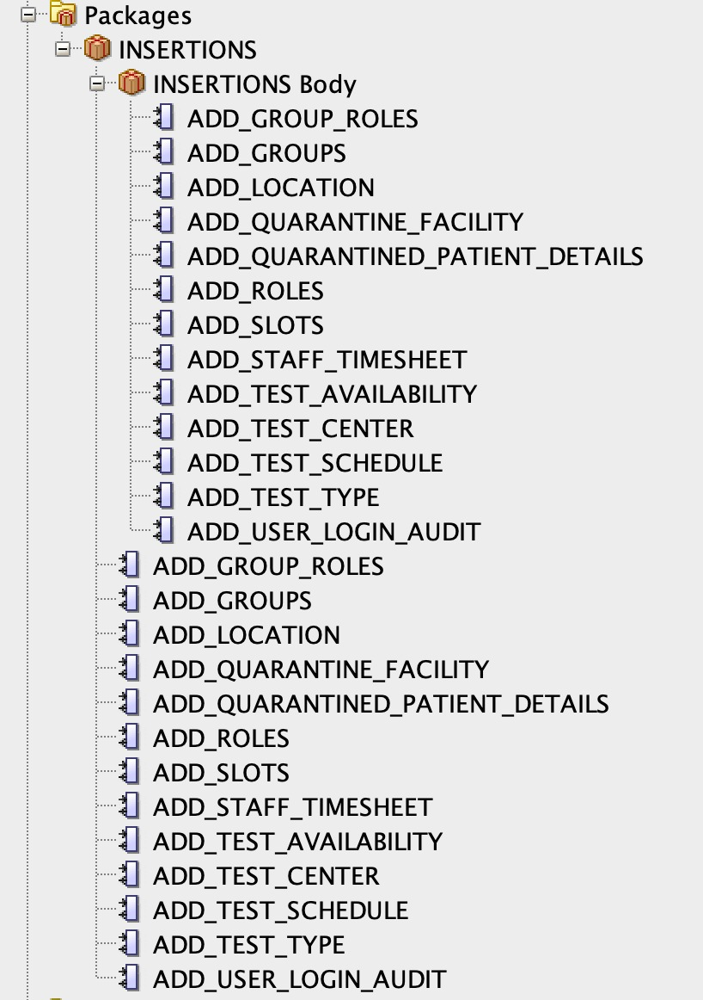 Packages
INSERTIONS
INSERTIONS Body
ADD_GROUP_ROLES
ADD_GROUPS
ADD_LOCATION
ADD_QUARANTINE_FACILITY
ADD_QUARANTINED_PATIENT_DETAILS
ADD_ROLES
ADD_SLOTS
ADD_STAFF_TIMESHEET
ADD_TEST_AVAILABILITY
ADD_TEST_CENTER
ADD_TEST_SCHEDULE
ADD_TEST_TYPE
ADD_USER_LOGIN_AUDIT
ADD_GROUP_ROLES
ADD_GROUPS
ADD_LOCATION
ADD_QUARANTINE_FACILITY
ADD_QUARANTINED_PATIENT_DETAILS
ADD_ROLES
ADD_SLOTS
ADD_STAFF_TIMESHEET
ADD_TEST_AVAILABILITY
ADD_TEST_CENTER
ADD_TEST_SCHEDULE
ADD_TEST_TYPE
ADD_USER_LOGIN_AUDIT